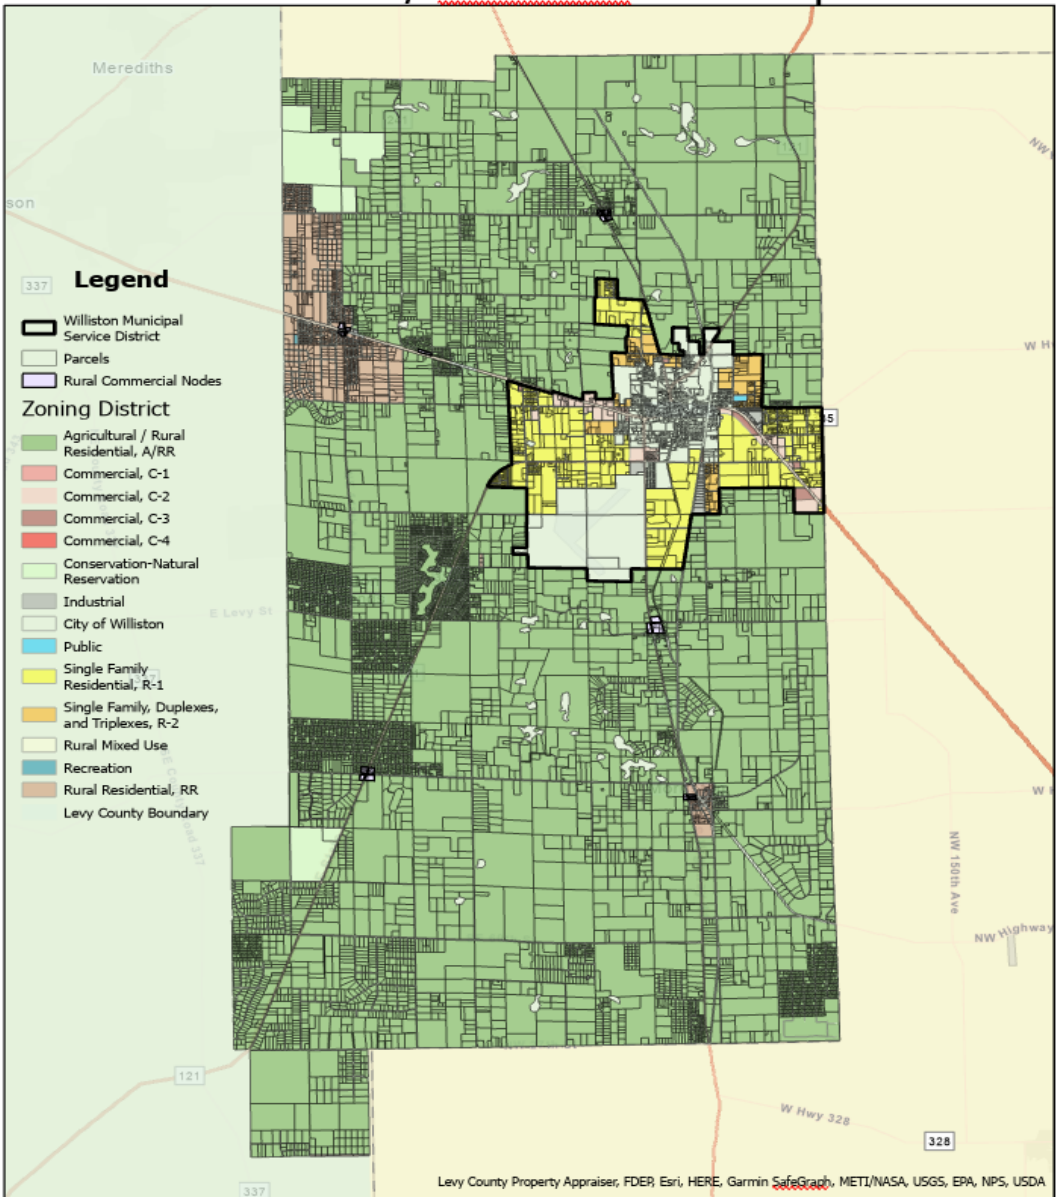 Merediths
son
337
Legend
Williston Municipal
Service District
Parcels
Rural Commercial Nodes
Zoning District
Agricultural / Rural
Residential, A/RR
Commercial, C-1
Commercial, C-2
Commercial, C-3
Commercial, C-4
Conservation-Natural
Reservation
Industrial
City of Williston
Public
Single Family
Residential, R-1
Single Family, Duplexes,
and Triplexes, R-2
Rural Mixed Use
Recreation
Rural Residential, RR
Levy County Boundary
NW
W H
5
E Levy St
W H
NW 150th Ave
NW Highway
121
W Hwy 328
328
337
Levy County Property Appraiser, FDEP, Esri, HERE, Garmin SafeGraph, METI/NASA, USGS, EPA, NPS, USDA